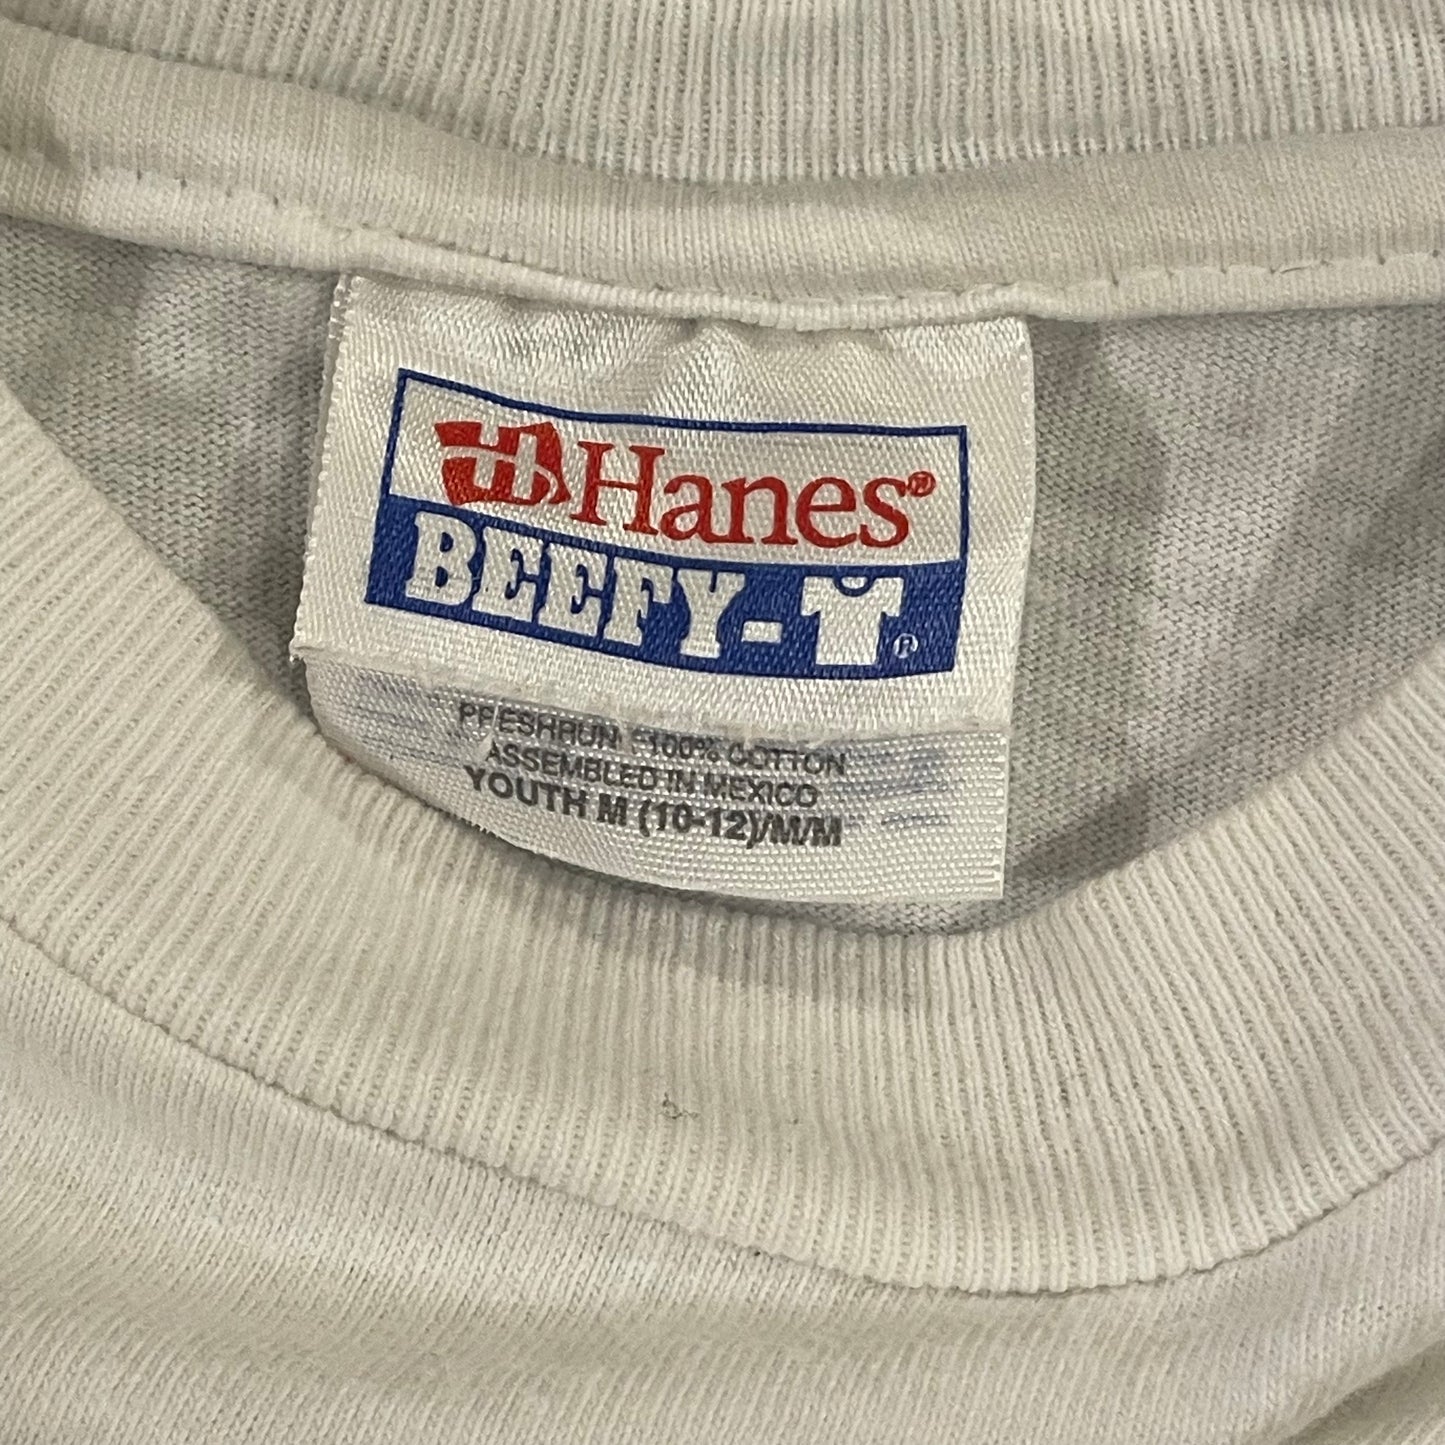 Hanes®
BEEFY-T®
PRESHRUNK 100% COTTON
ASSEMBLED IN MEXICO
YOUTH M (10-12)/M/M